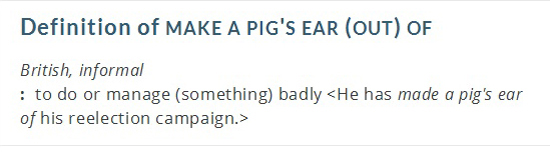 Definition of MAKE A PIG'S EAR (OUT) OF
British, informal
: to do or manage (something) badly <He has made a pig's ear
of his reelection campaign.>